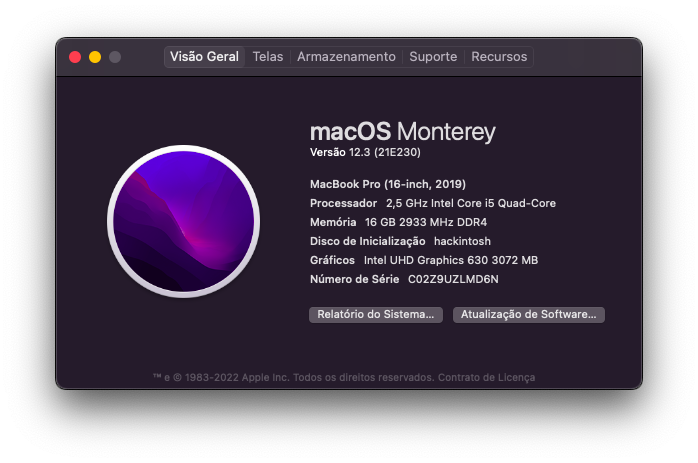 Visão Geral Telas Armazenamento Suporte Recursos
macOS Monterey
Versão 12.3 (21E230)
MacBook Pro (16-inch, 2019)
Processador 2,5 GHz Intel Core i5 Quad-Core
Memória 16 GB 2933 MHz DDR4
Disco de Inicialização hackintosh
Gráficos Intel UHD Graphics 630 3072 MB
Número de Série C02Z9UZLMD6N
Relatório do Sistema... Atualização de Software...
™ e © 1983-2022 Apple Inc. Todos os direitos reservados. Contrato de Licença